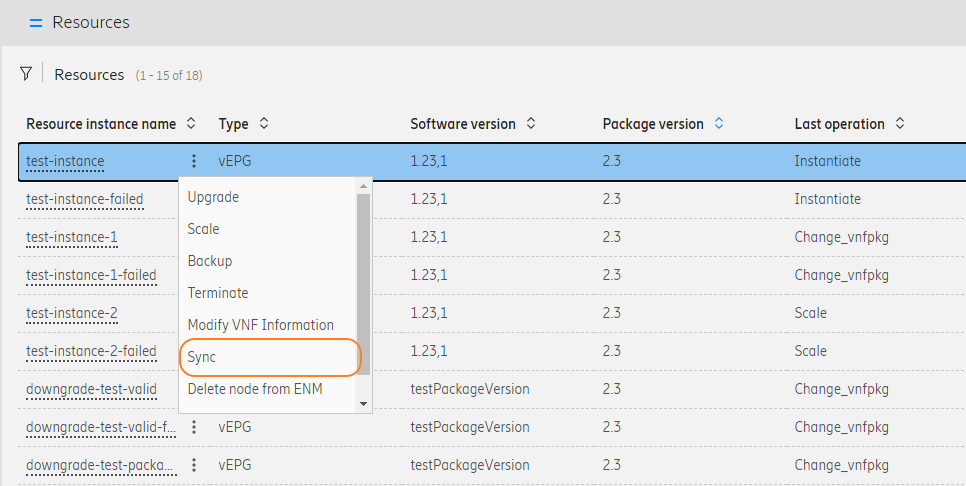 Resources
Resources (1 - 15 of 18)
Resource instance name Type Software version Package version Last operation
test-instance vEPG 1.23,1 2.3 Instantiate
test-instance-failed 1.23,1 2.3 Instantiate
test-instance-1 1.23,1 2.3 Change_vnfpkg
test-instance-1-failed 1.23,1 2.3 Change_vnfpkg
test-instance-2 1.23,1 2.3 Scale
test-instance-2-failed 1.23,1 2.3 Scale
downgrade-test-valid testPackageVersion 2.3 Change_vnfpkg
downgrade-test-valid-f... vEPG testPackageVersion 2.3 Change_vnfpkg
downgrade-test-packa... vEPG testPackageVersion 2.3 Change_vnfpkg
Upgrade
Scale
Backup
Terminate
Modify VNF Information
Sync
Delete node from ENM